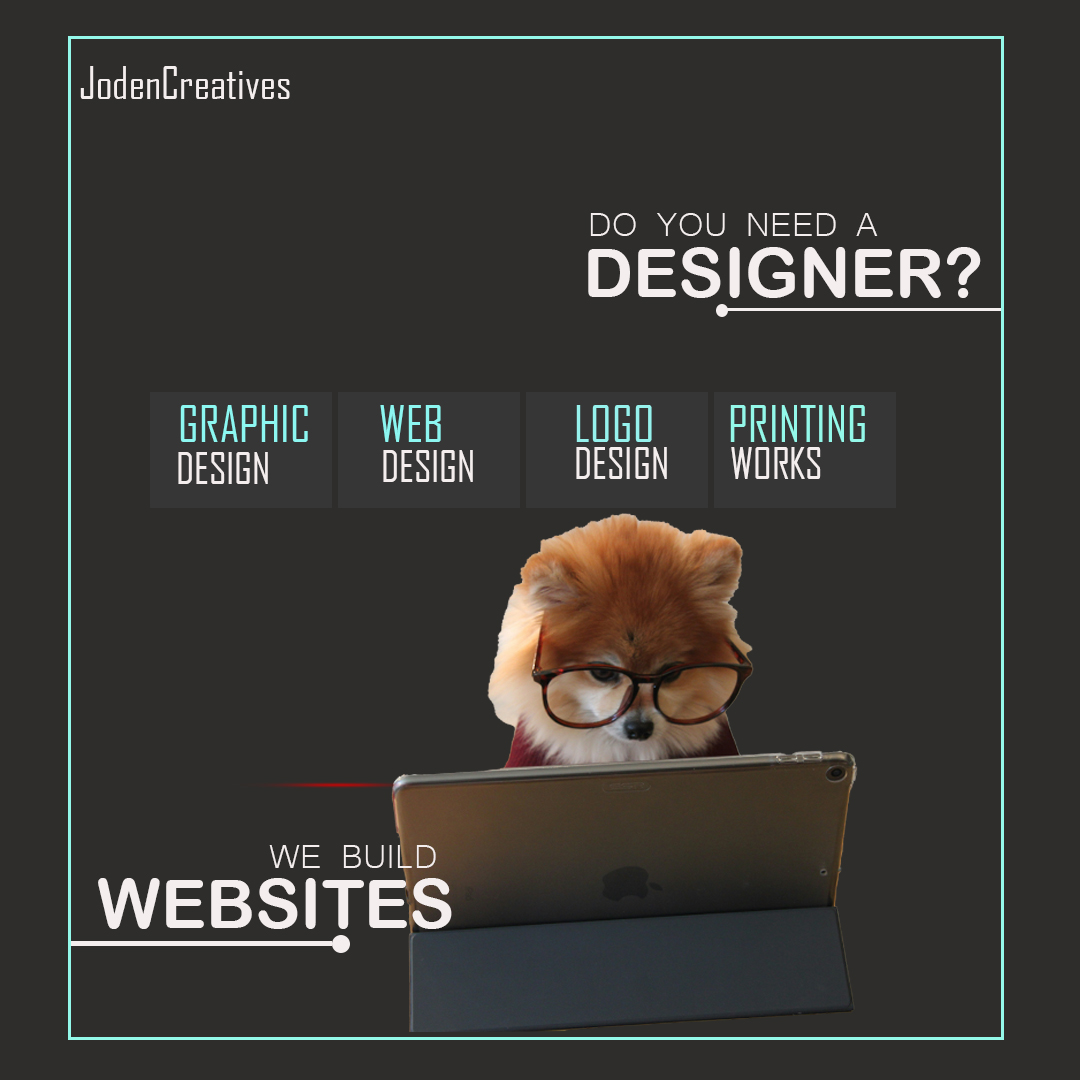 JodenCreatives
DO YOU NEED A
DESIGNER?
GRAPHIC
DESIGN
WEB
DESIGN
LOGO
DESIGN
PRINTING
WORKS
WE BUILD
WEBSITES